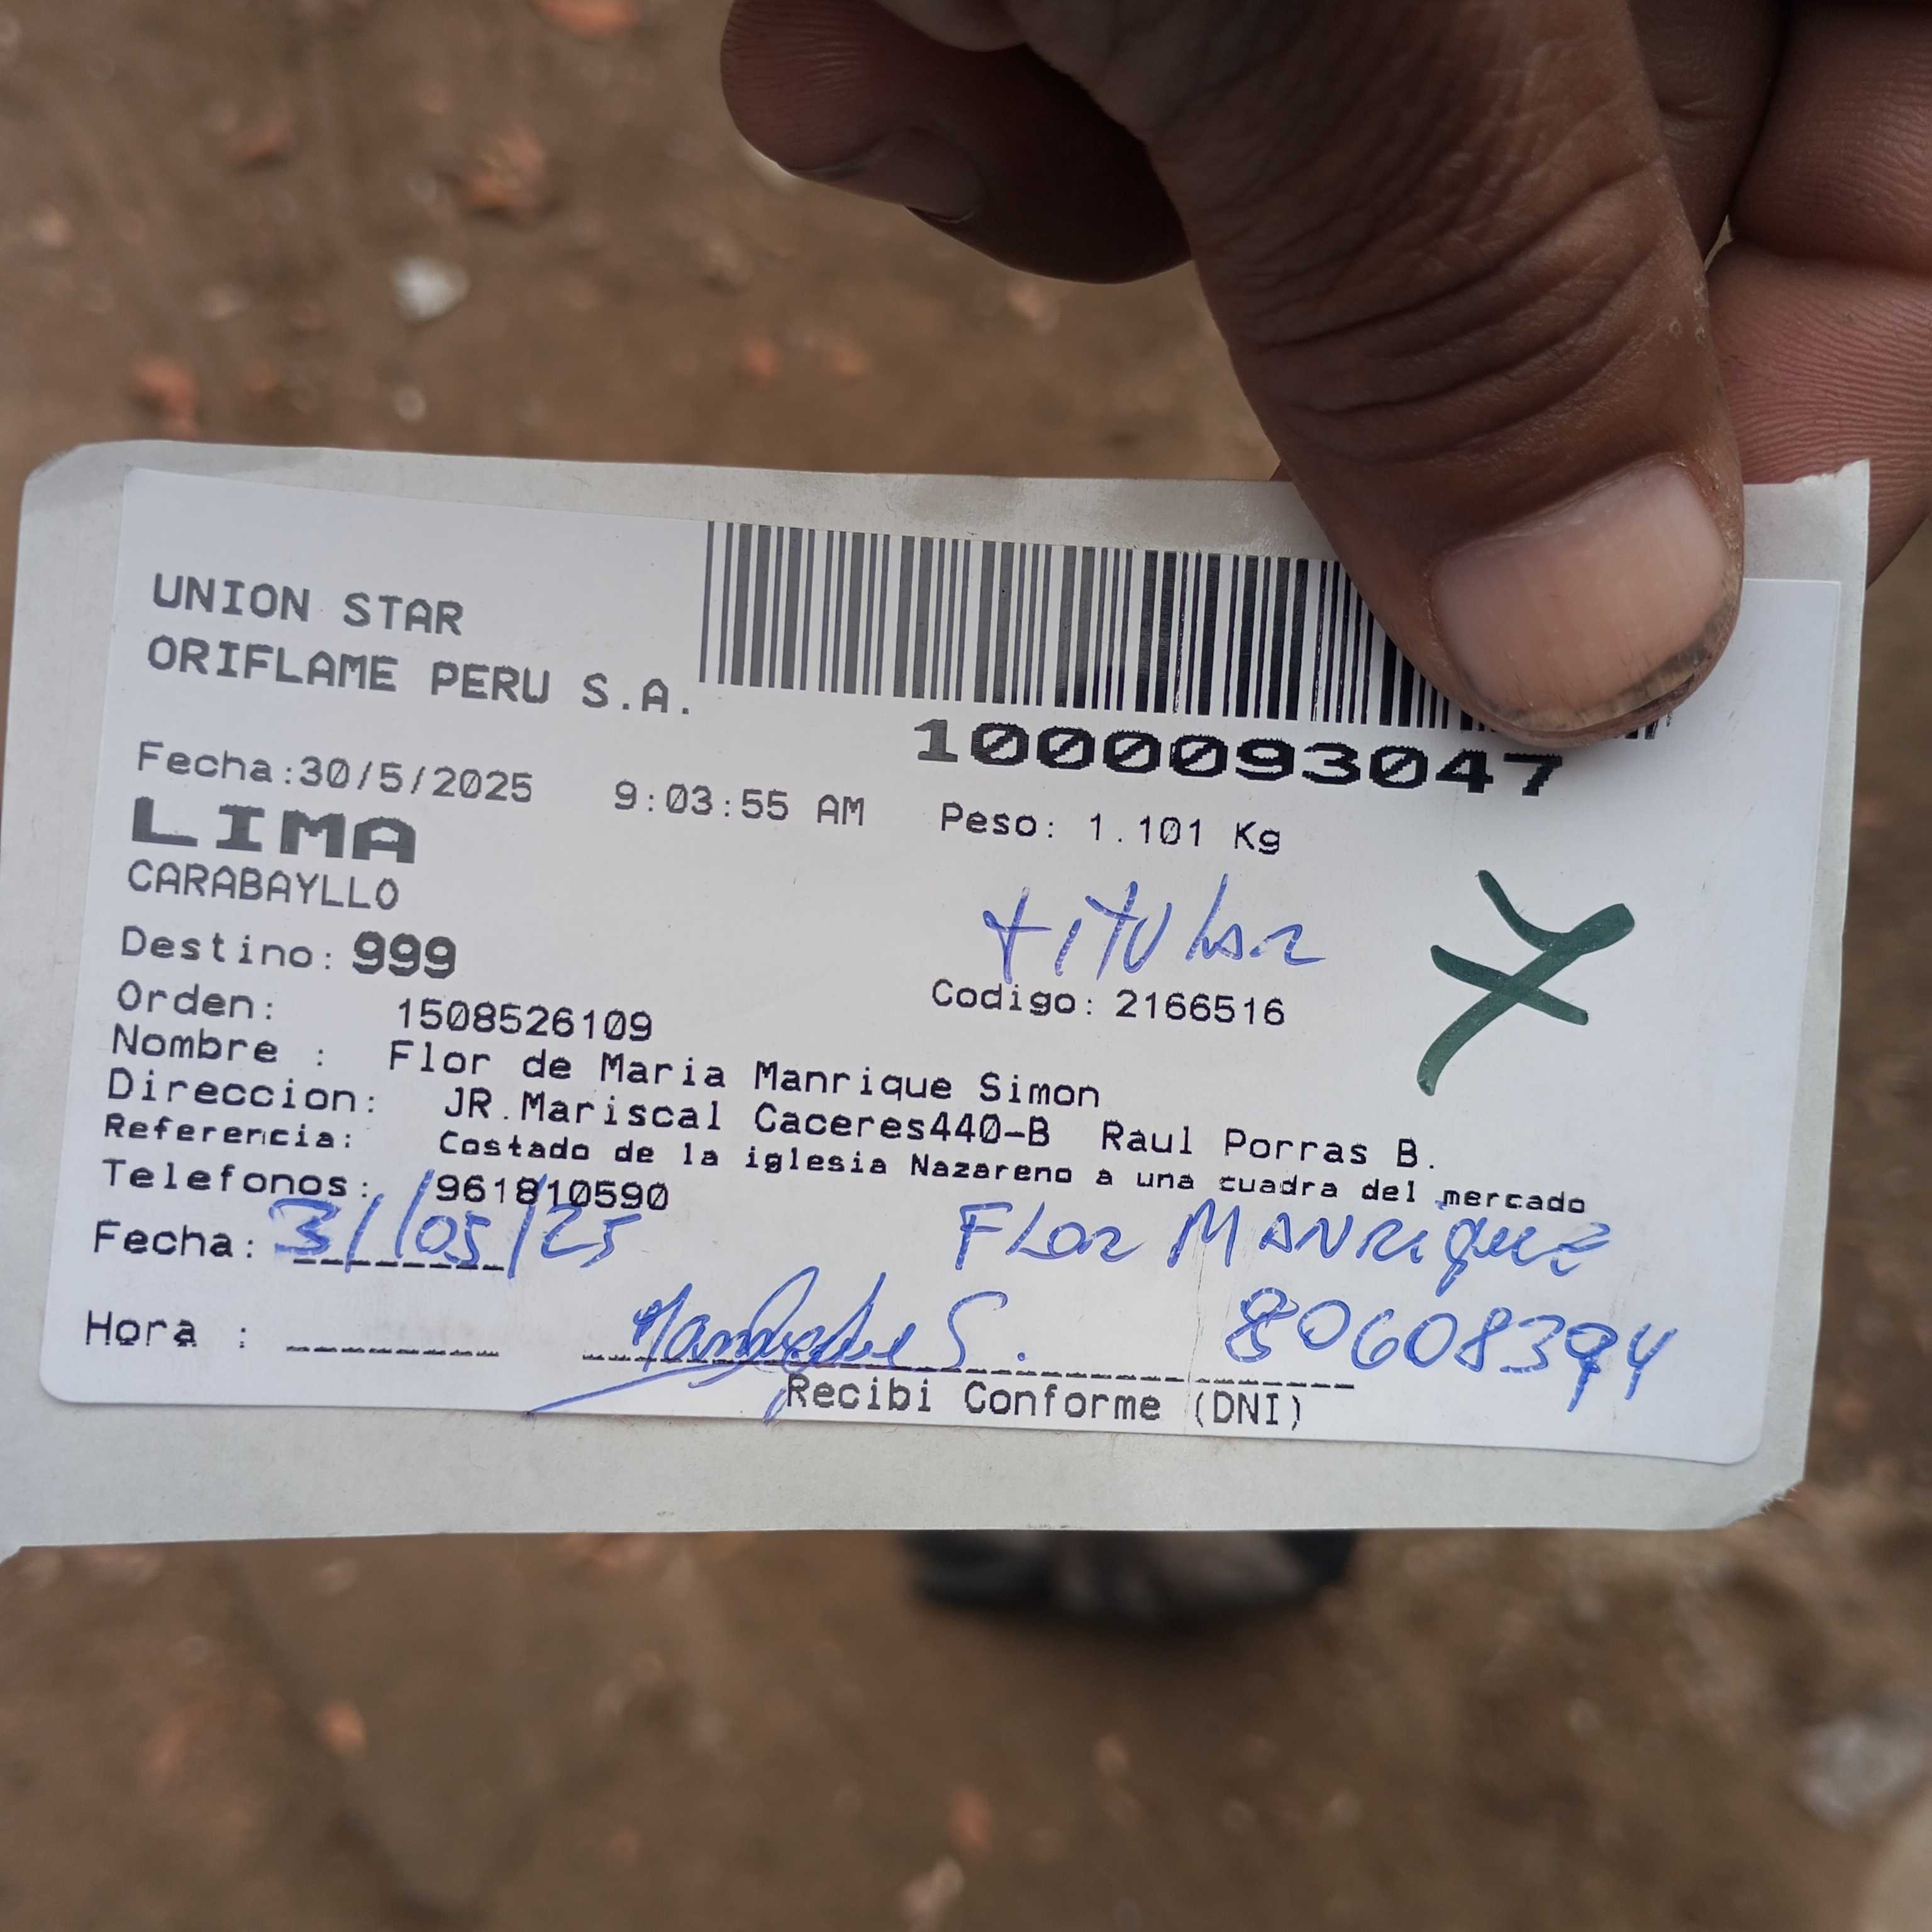 UNION STAR
ORIFLAME PERU S.A.
1000093047
Fecha:30/5/2025 9:03:55 AM Peso: 1.101 Kg
LIMA
CARABAYLLO
titular
Destino: 999
Codigo: 2166516
7
Orden: 1508526109
Nombre : Flor de Maria Manrique Simon
Direccion: JR.Mariscal Caceres440-B Raul Porras B.
Referencia: Costado de la iglesia Nazareno a una cuadra del mercado
Telefonos: 961810590
Fecha: 31/05/25 FLOR MANRIQUE
Hora : 80608394
Recibi Conforme (DNI)